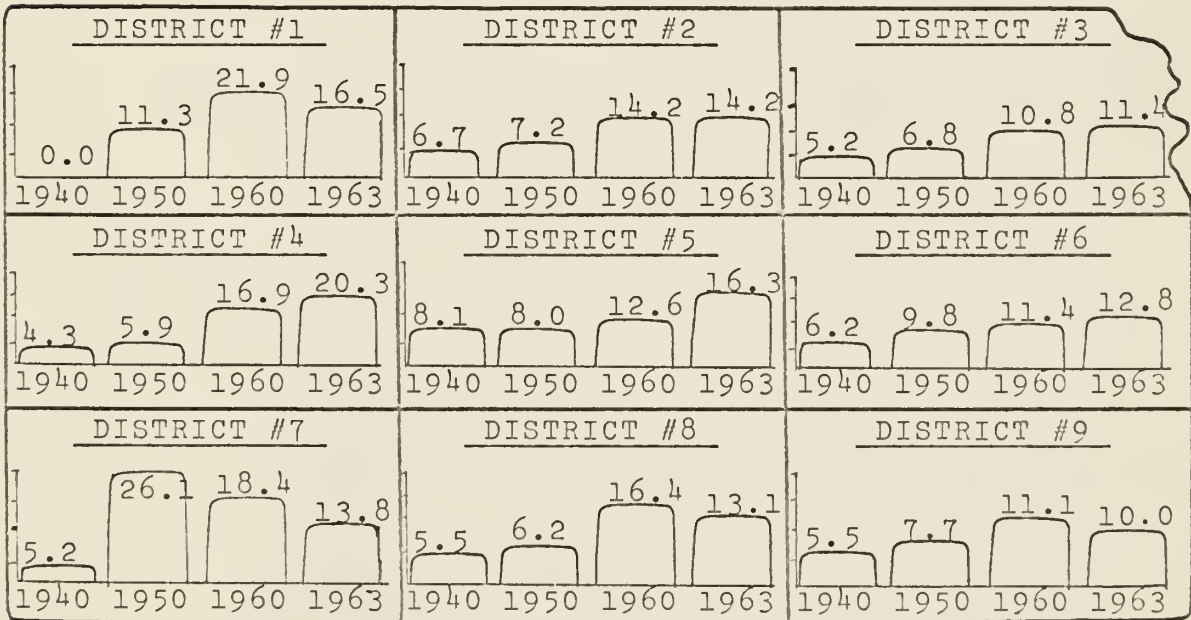 DISTRICT #1
21.9
16.5
11.3
0.0
1940 1950 1960 1963
DISTRICT #2
14.2 14.2
6.7 7.2
1940 1950 1960 1963
DISTRICT #3
10.8 11.4
5.2 6.8
1940 1950 1960 1963
DISTRICT #4
20.3
16.9
4.3 5.9
1940 1950 1960 1963
DISTRICT #5
16.3
8.1 8.0 12.6
1940 1950 1960 1963
DISTRICT #6
6.2 9.8 11.4 12.8
1940 1950 1960 1963
DISTRICT #7
26.1 18.4
13.8
5.2
1940 1950 1960 1963
DISTRICT #8
16.4 13.1
5.5 6.2
1940 1950 1960 1963
DISTRICT #9
11.1 10.0
5.5 7.7
1940 1950 1960 1963